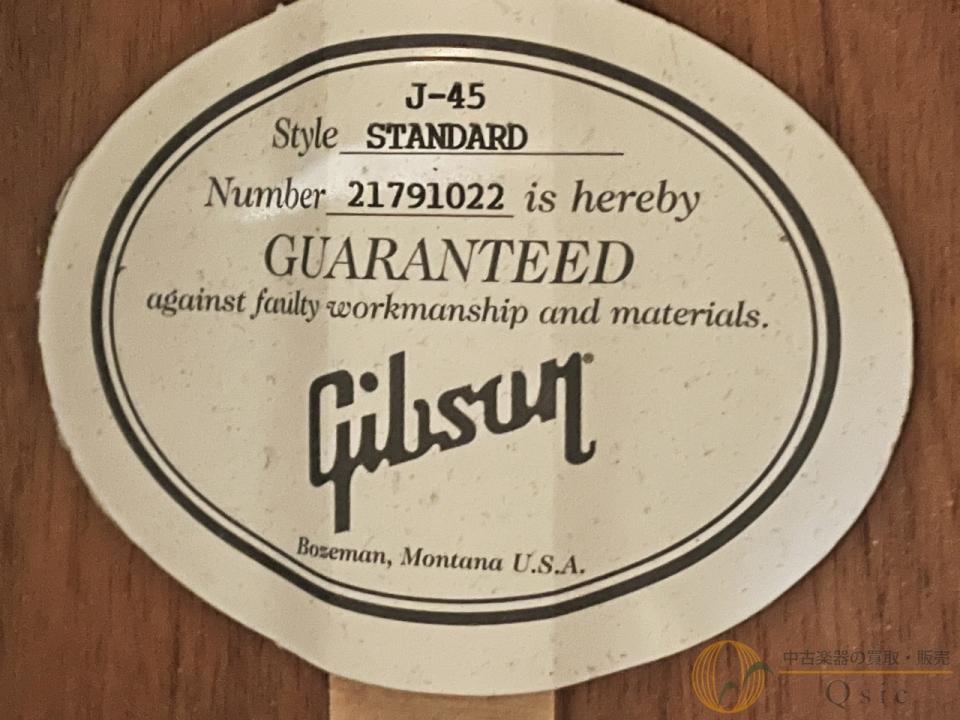 J-45
Style STANDARD
Number 21791022 is hereby
GUARANTEED
against faulty workmanship and materials.
Gibson
Bozeman, Montana U.S.A.
中古楽器の買取・販売
Qsic